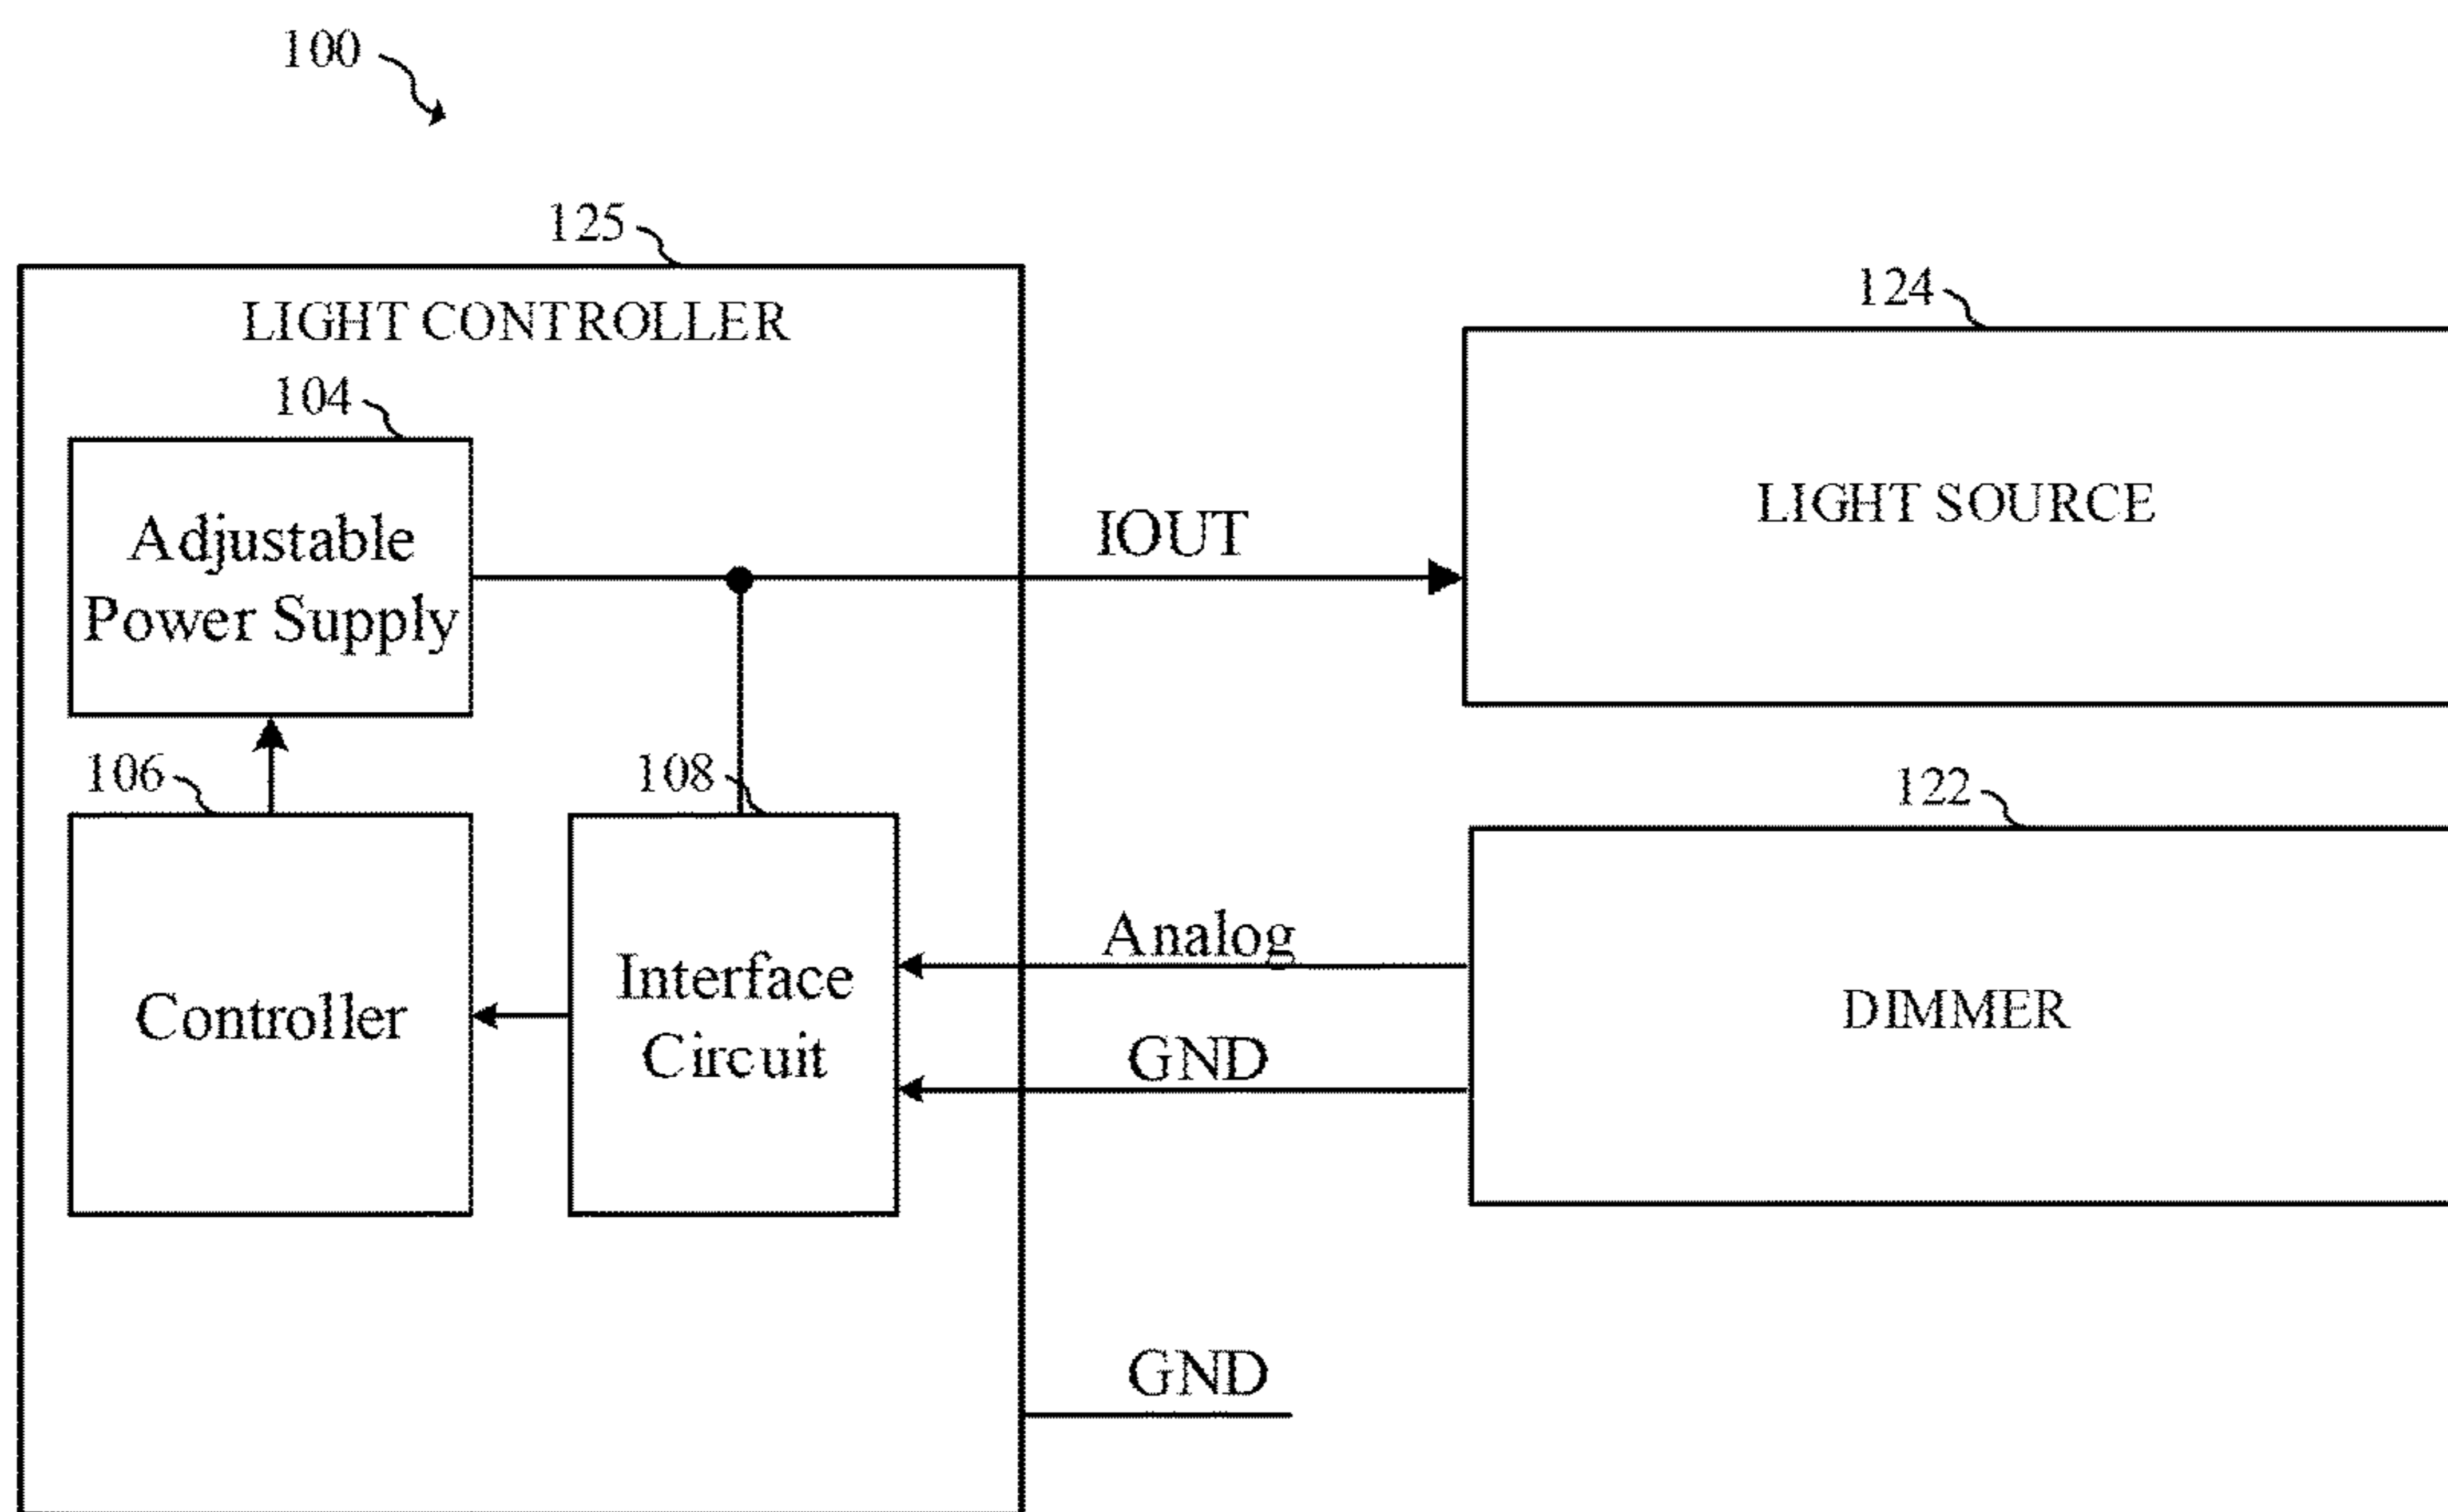 100
125
LIGHT CONTROLLER
124
104
LIGHT SOURCE
Adjustable
Power Supply
IOUT
106
108
122
Analog
Interface
Circuit
Controller
DIMMER
GND
GND